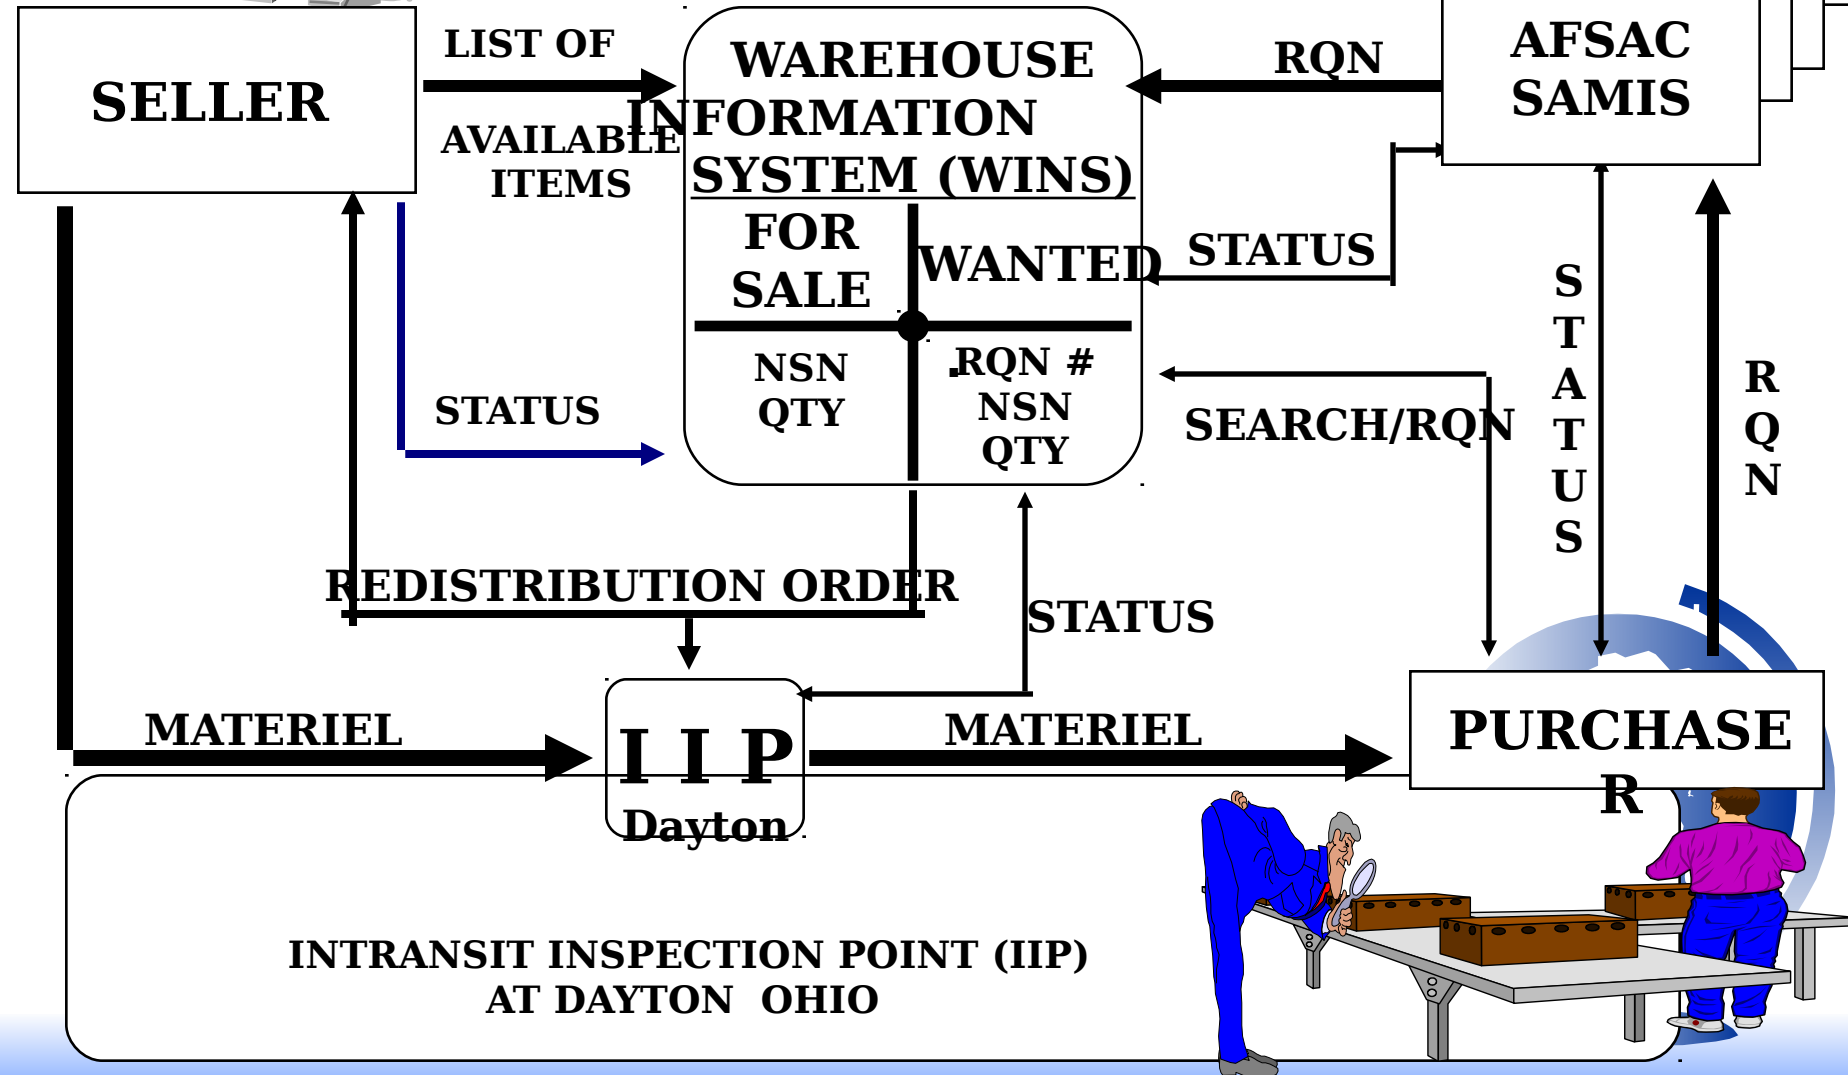 SELLER
LIST OF
AVAILABLE
ITEMS
WAREHOUSE
INFORMATION
SYSTEM (WINS)
FOR
SALE
WANTED
NSN
QTY
RQN #
NSN
QTY
RQN
AFSAC
SAMIS
STATUS
STATUS
SEARCH/RQN
S
T
A
T
U
S
R
Q
N
REDISTRIBUTION ORDER
STATUS
MATERIEL
I I P
Dayton
MATERIEL
PURCHASE
R
INTRANSIT INSPECTION POINT (IIP)
AT DAYTON  OHIO